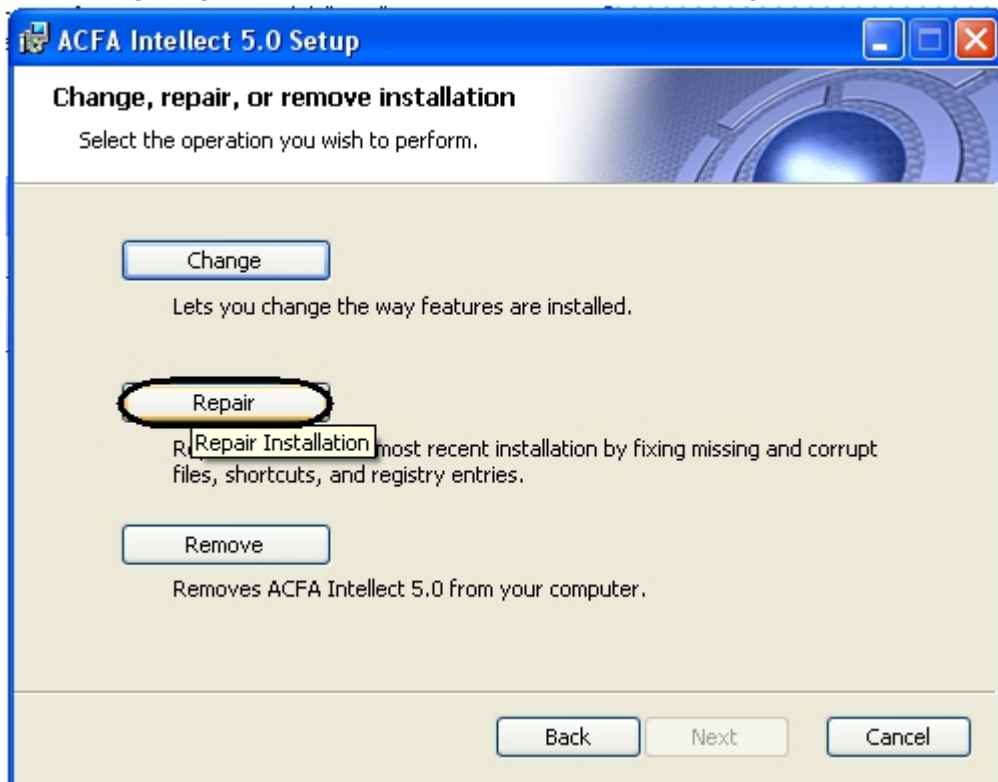 ACFA Intellect 5.0 Setup
Change, repair, or remove installation
Select the operation you wish to perform.
Change
Lets you change the way features are installed.
Repair
Repair Installation
most recent installation by fixing missing and corrupt
files, shortcuts, and registry entries.
Remove
Removes ACFA Intellect 5.0 from your computer.
Back
Next
Cancel